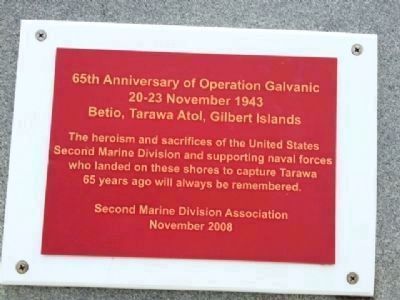 65th Anniversary of Operation Galvanic
20-23 November 1943
Betio, Tarawa Atol, Gilbert Islands
The heroism and sacrifices of the United States
Second Marine Division and supporting naval forces
who landed on these shores to capture Tarawa
65 years ago will always be remembered.
Second Marine Division Association
November 2008